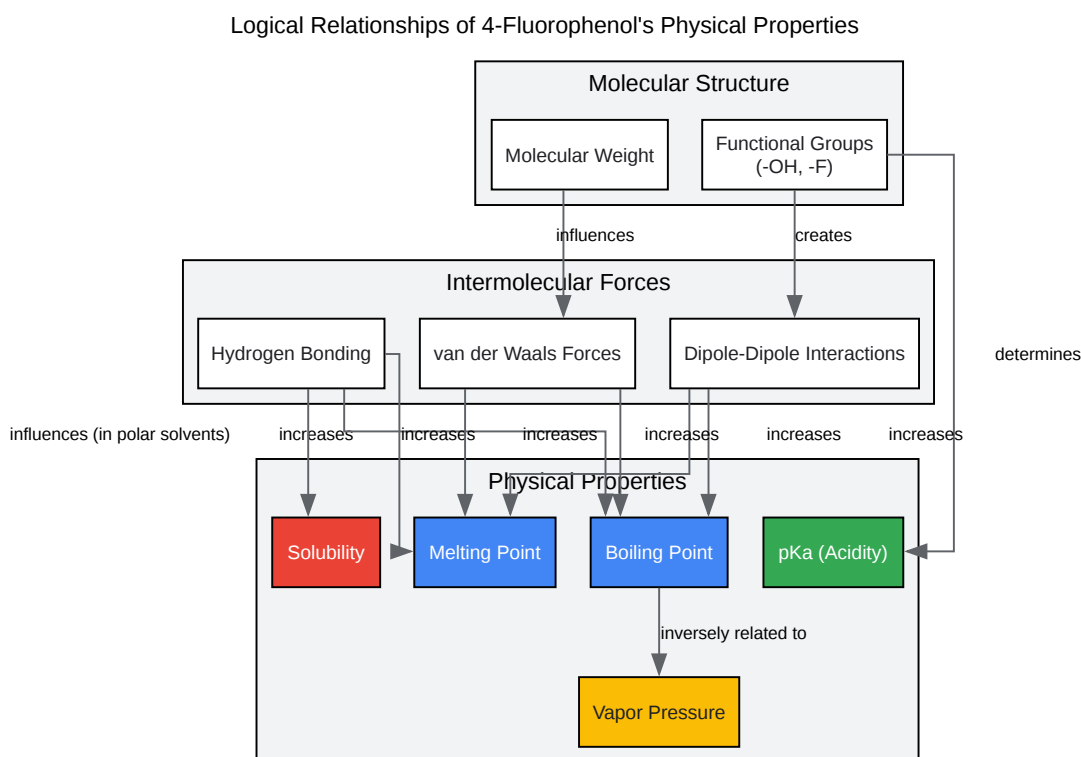 Logical Relationships of 4-Fluorophenol's Physical Properties
Molecular Structure
Molecular Weight
Functional Groups
(-OH, -F)
influences
creates
Intermolecular Forces
Hydrogen Bonding
van der Waals Forces
Dipole-Dipole Interactions
determines
influences (in polar solvents)
increases
increases
increases
increases
increases
increases
Physical Properties
Solubility
Melting Point
Boiling Point
pKa (Acidity)
inversely related to
Vapor Pressure